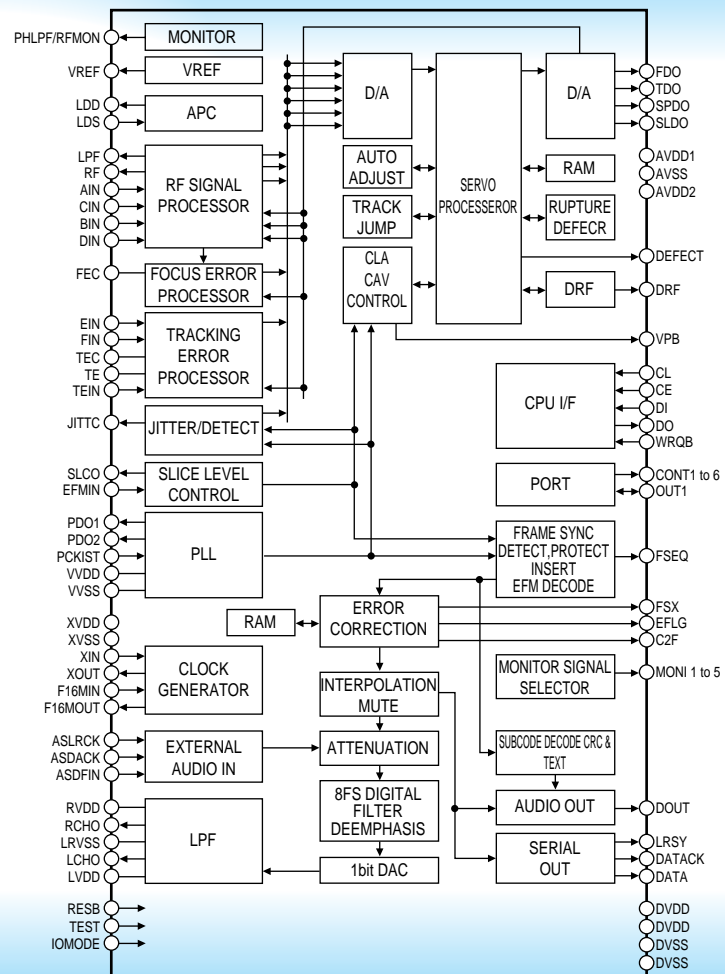 PHLPF/RFMON
VREF
LDD
LDS
LPF
RF
AIN
CIN
BIN
DIN
FEC
EIN
FIN
TEC
TE
TEIN
JITTC
SLCO
EFMIN
PDO1
PDO2
PCKIST
VVDD
VVSS
XVDD
XVSS
XIN
XOUT
F16MIN
F16MOUT
ASLRCK
ASDACK
ASDFIN
RVDD
RCHO
LRVSS
LCHO
LVDD
RESB
TEST
IOMODE
MONITOR
VREF
APC
RF SIGNAL
PROCESSOR
FOCUS ERROR
PROCESSOR
TRACKING
ERROR
PROCESSOR
JITTER/DETECT
SLICE LEVEL
CONTROL
PLL
CLOCK
GENERATOR
EXTERNAL
AUDIO IN
LPF
D/A
AUTO
ADJUST
TRACK
JUMP
CLA
CAV
CONTROL
RAM
ERROR
CORRECTION
INTERPOLATION
MUTE
ATTENUATION
8FS DIGITAL
FILTER
DEEMPHASIS
1bit DAC
SERVO
PROCESSEROR
D/A
RAM
RUPTURE
DEFECR
DRF
CPU I/F
PORT
FRAME SYNC
DETECT,PROTECT
INSERT
EFM DECODE
MONITOR SIGNAL
SELECTOR
SUBCODE DECODE CRC &
TEXT
AUDIO OUT
SERIAL
OUT
FDO
TDO
SPDO
SLDO
AVDD1
AVSS
AVDD2
DEFECT
DRF
VPB
CL
CE
DI
DO
WRQB
CONT1 to 6
OUT1
FSEQ
FSX
EFLG
C2F
MONI 1 to 5
DOUT
LRSY
DATACK
DATA
DVDD
DVDD
DVSS
DVSS